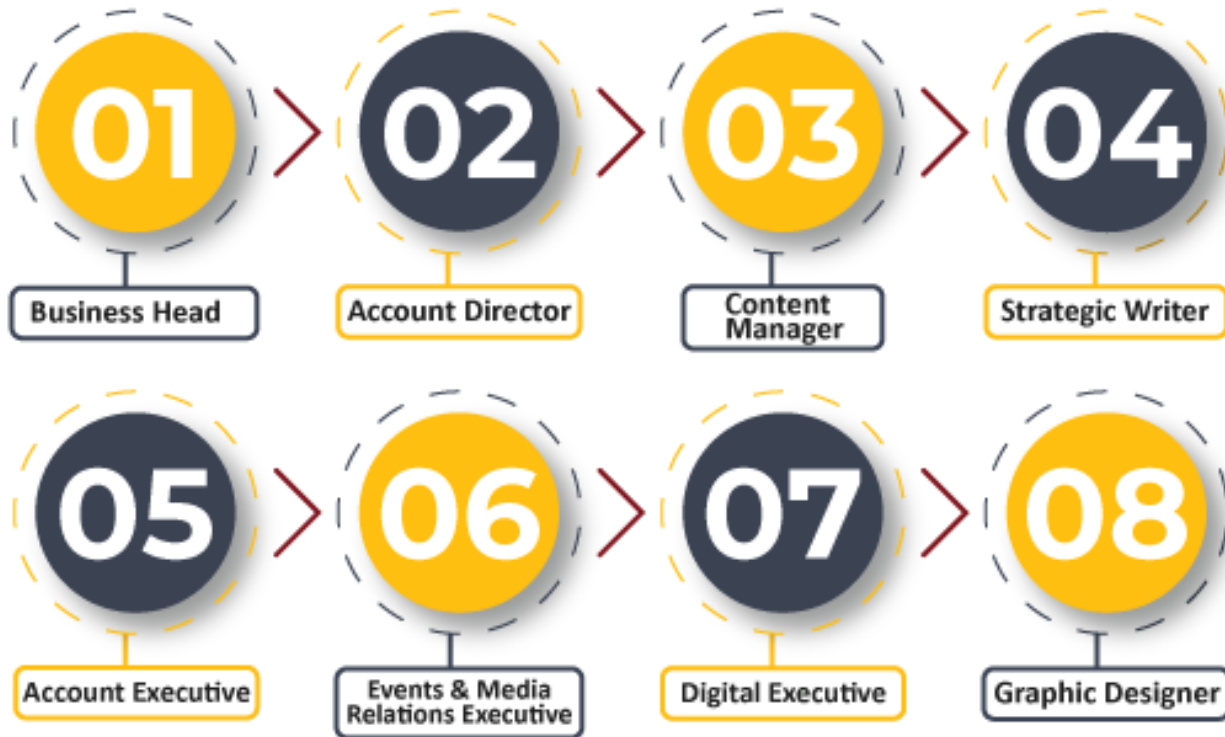 01
02
03
04
Business Head
Account Director
Content
Manager
Strategic Writer
05
06
07
08
Account Executive
Events & Media
Relations Executive
Digital Executive
Graphic Designer